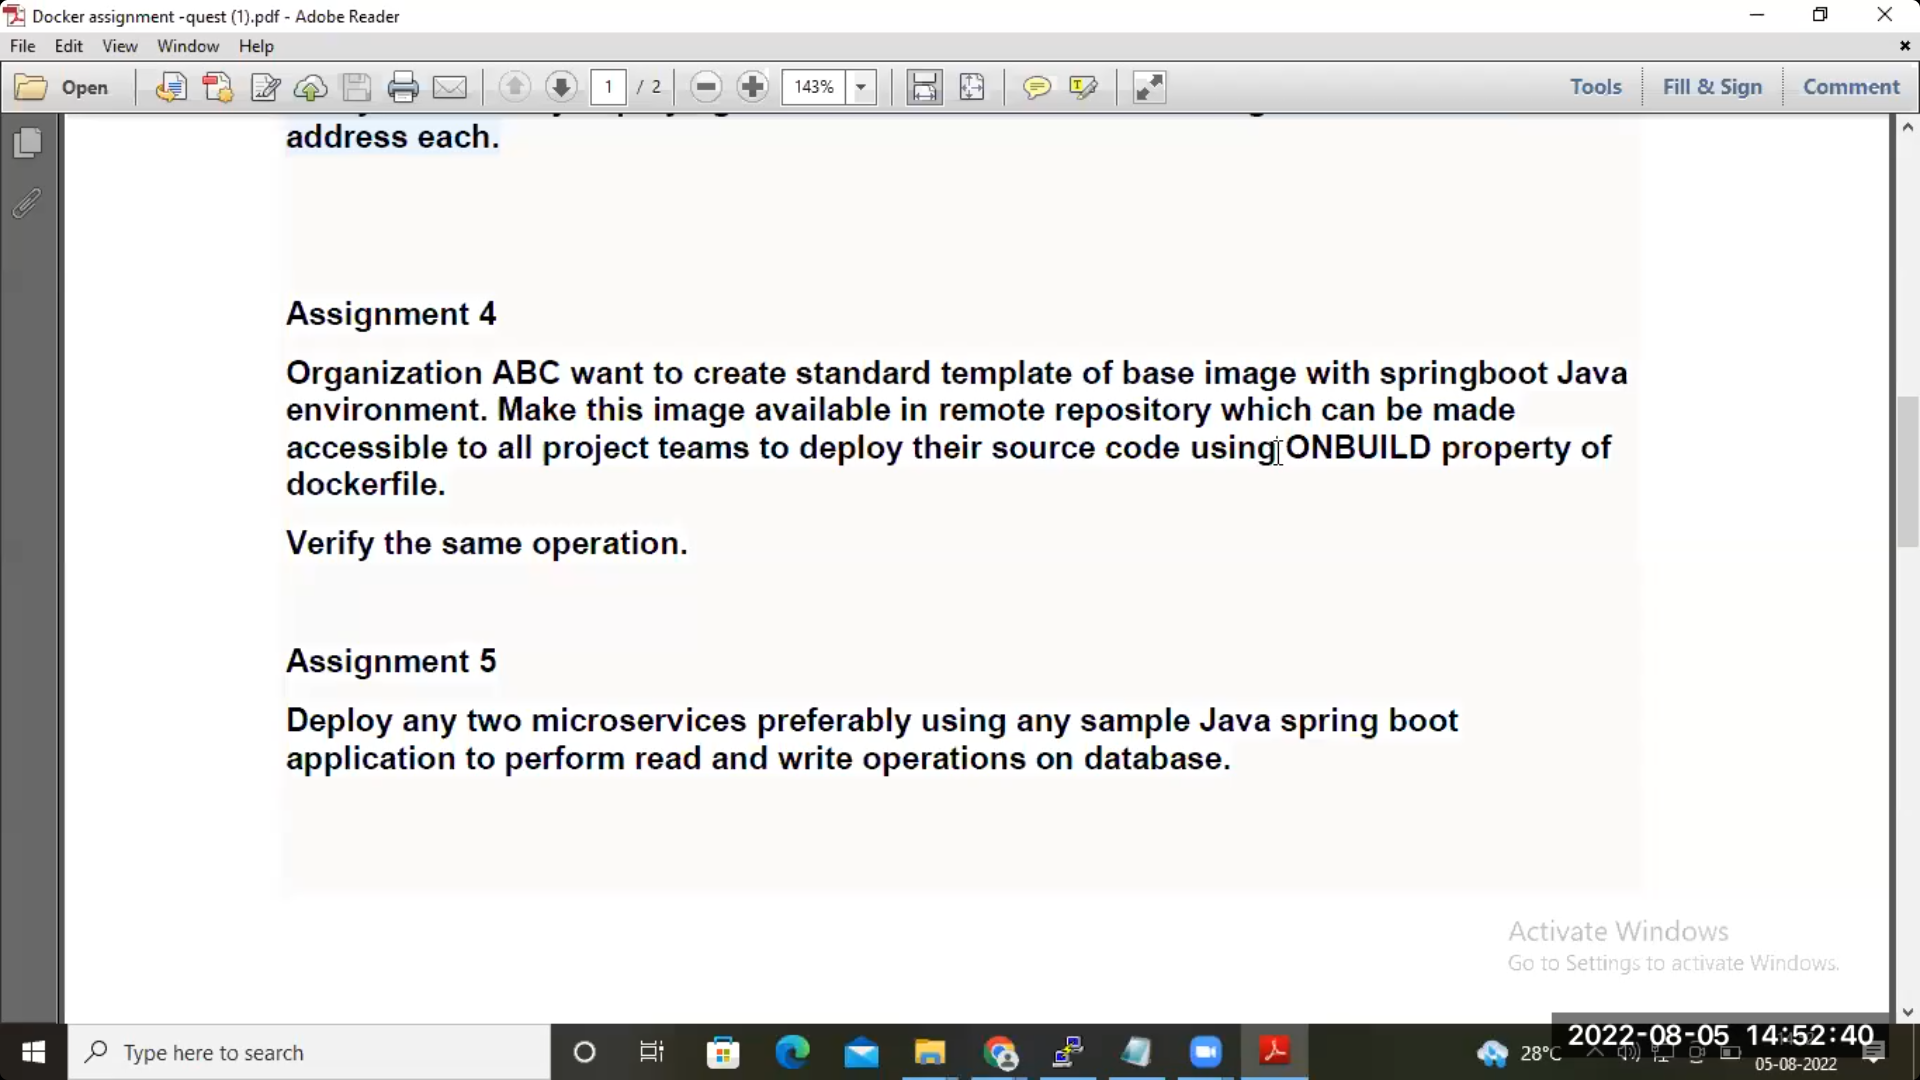 Docker assignment -quest (1).pdf - Adobe Reader
File Edit View Window Help
Open 1 / 2 143% Tools Fill & Sign Comment
address each.
Assignment 4
Organization ABC want to create standard template of base image with springboot Java
environment. Make this image available in remote repository which can be made
accessible to all project teams to deploy their source code using ONBUILD property of
dockerfile.
Verify the same operation.
Assignment 5
Deploy any two microservices preferably using any sample Java spring boot
application to perform read and write operations on database.
Activate Windows
Go to Settings to activate Windows.
Type here to search
28°C
2022-08-05 14:52:40
05-08-2022